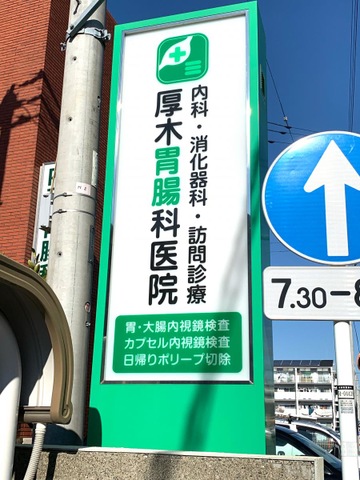 内科・消化器科・訪問診療
厚木胃腸科医院
胃・大腸内視鏡検査
カプセル内視鏡検査
日帰りポリープ切除
7.30-8